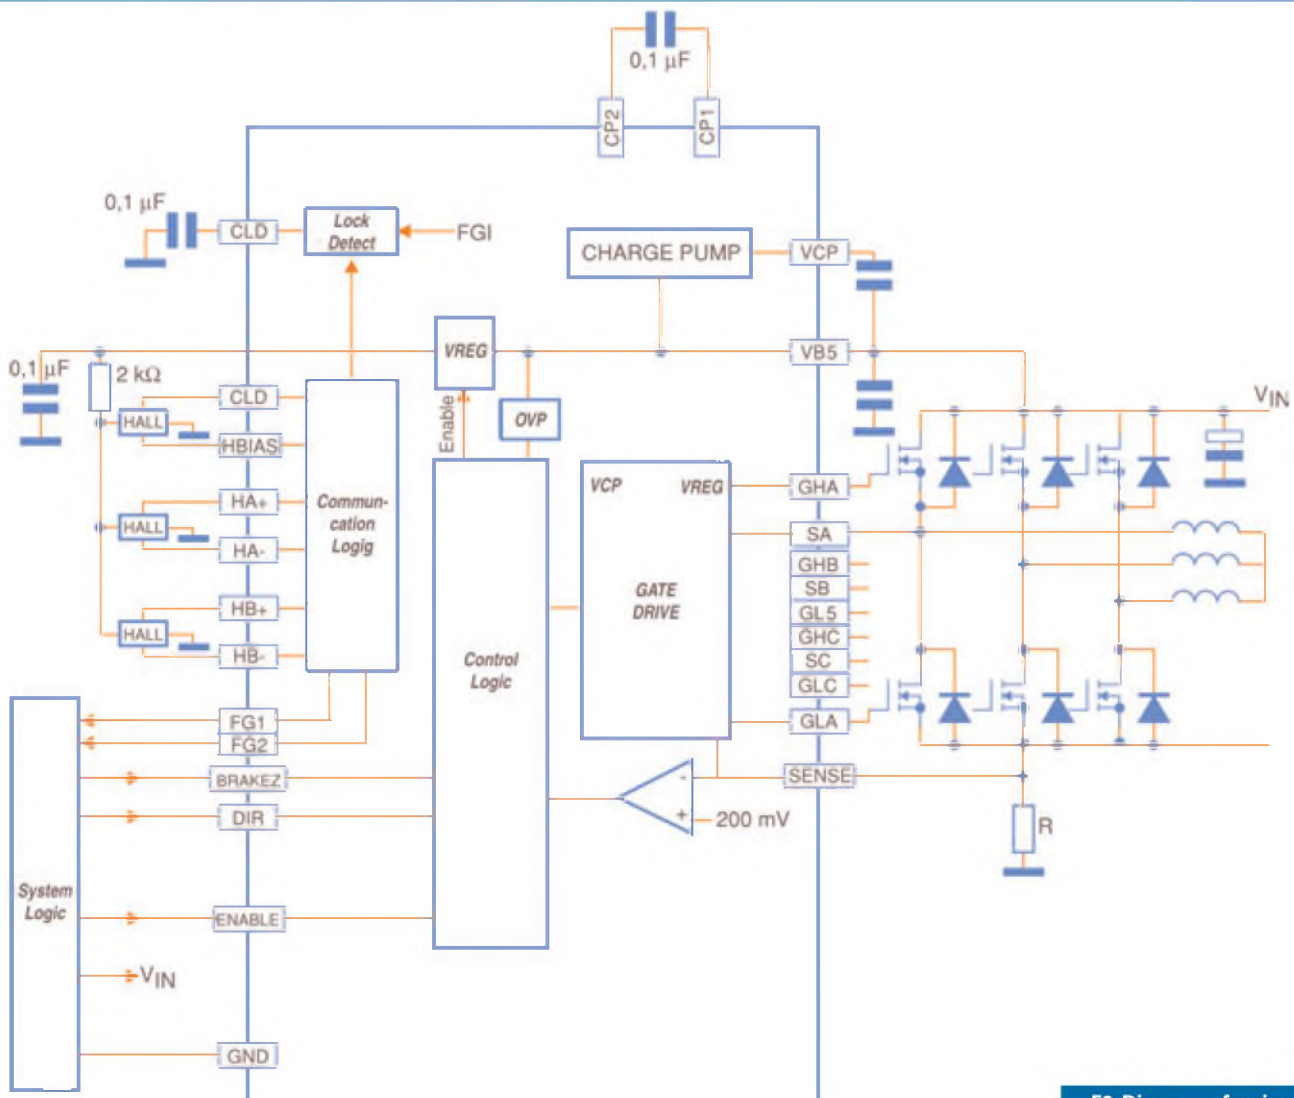 0,1 µF
CP2
CP1
0,1 µF
CLD
Lock
Detect
FGI
CHARGE PUMP
VCP
VREG
VB5
0,1 µF
2 kΩ
CLD
HALL
HBIAS
Enable
OVP
VIN
VCP
VREG
GHA
HA+
HALL
HA-
Commun-
cation
Logig
SA
GHB
SB
GL5
GHC
SC
GLC
GLA
GATE
DRIVE
HB+
HALL
HB-
Control
Logic
FG1
FG2
BRAKEZ
DIR
-
+
200 mV
SENSE
R
System
Logic
ENABLE
VIN
GND